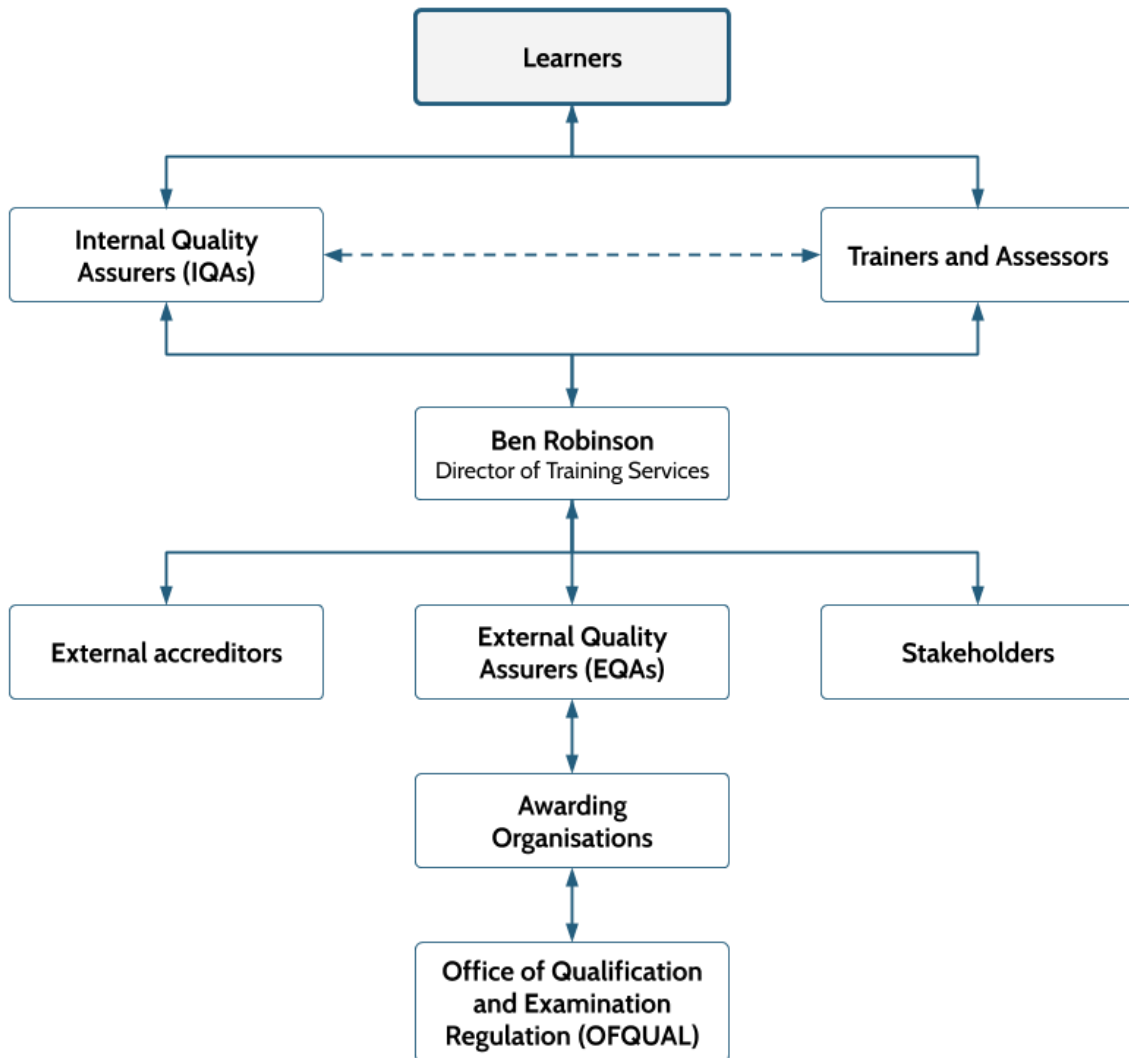 Learners
Internal Quality
Assurers (IQAs)
Trainers and Assessors
Ben Robinson
Director of Training Services
External accreditors
External Quality
Assurers (EQAs)
Stakeholders
Awarding
Organisations
Office of Qualification
and Examination
Regulation (OFQUAL)